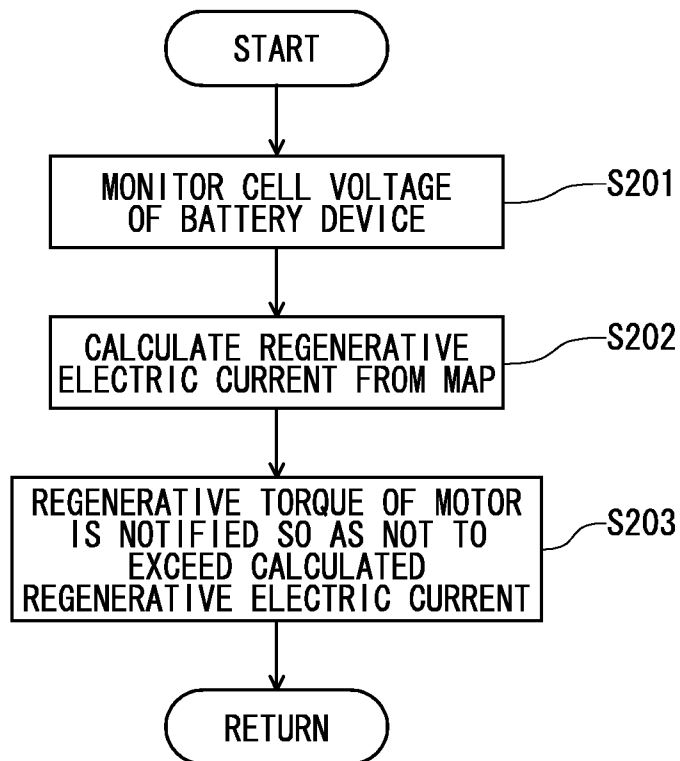 START
MONITOR CELL VOLTAGE
OF BATTERY DEVICE
S201
CALCULATE REGENERATIVE
ELECTRIC CURRENT FROM MAP
S202
REGENERATIVE TORQUE OF MOTOR
IS NOTIFIED SO AS NOT TO
EXCEED CALCULATED
REGENERATIVE ELECTRIC CURRENT
S203
RETURN